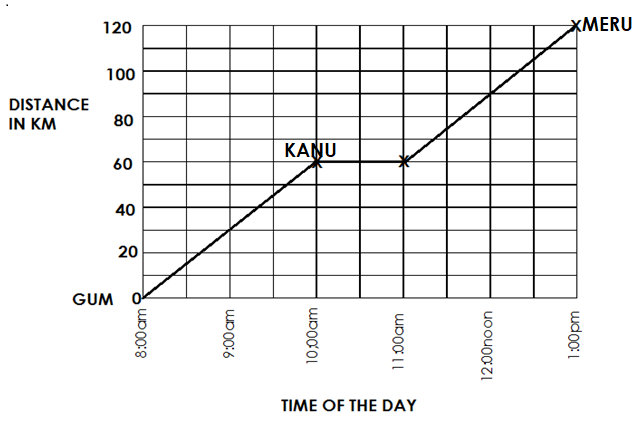 120
MERU
100
DISTANCE
IN KM
80
KANU
60
40
20
GUM 0
8:00am
9:00am
10:00am
11:00am
12:00noon
1:00pm
TIME OF THE DAY